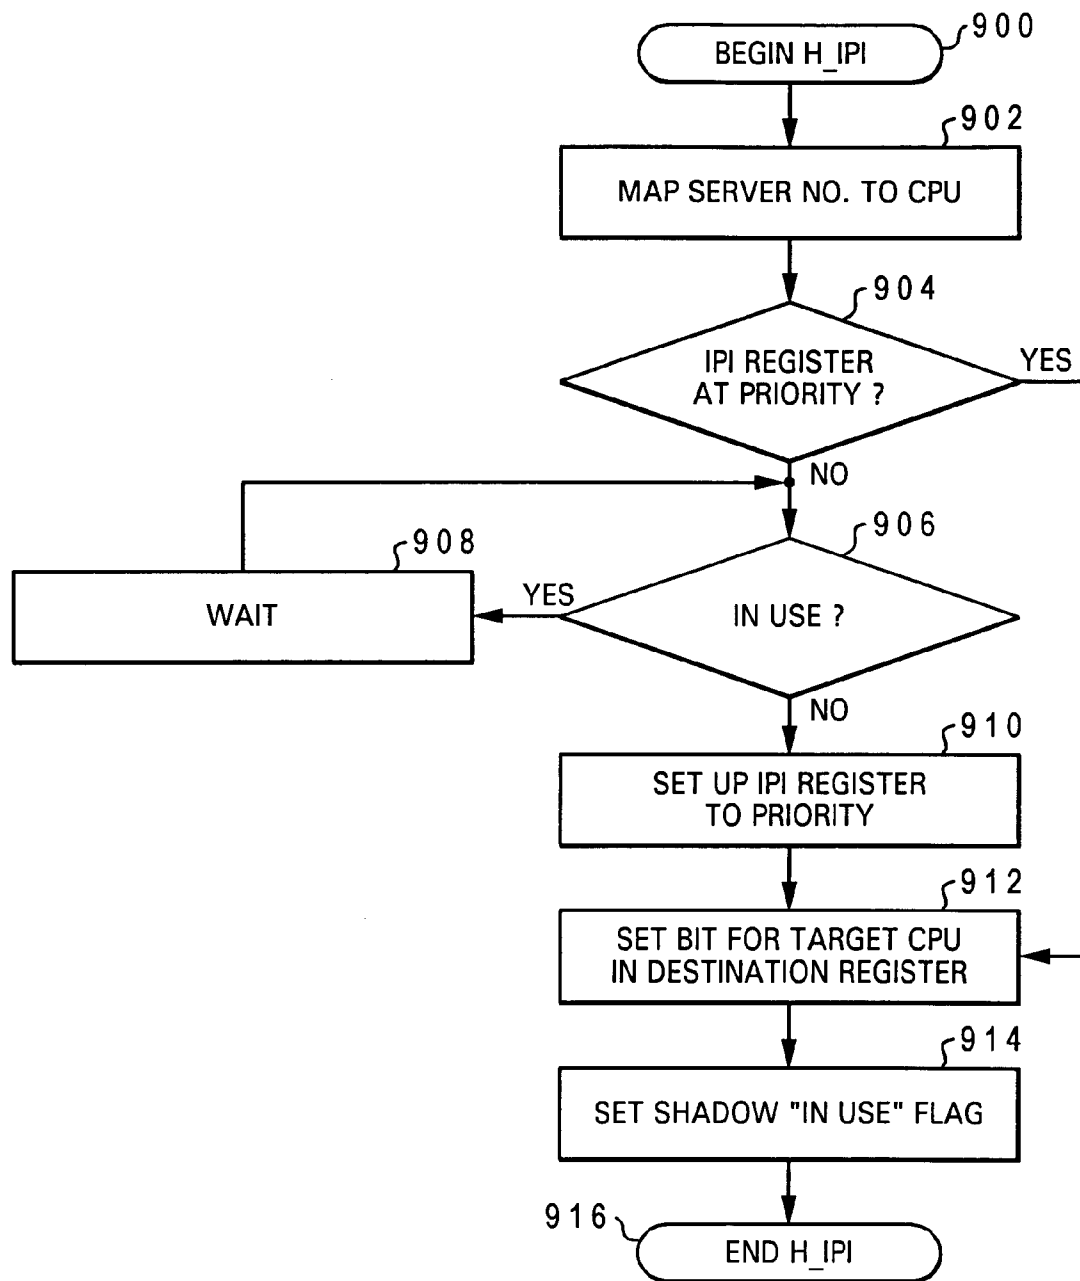 900
BEGIN H_IPI
902
MAP SERVER NO. TO CPU
904
IPI REGISTER
AT PRIORITY ?
YES
NO
906
908
WAIT
YES
IN USE ?
NO
910
SET UP IPI REGISTER
TO PRIORITY
912
SET BIT FOR TARGET CPU
IN DESTINATION REGISTER
914
SET SHADOW "IN USE" FLAG
916
END H_IPI